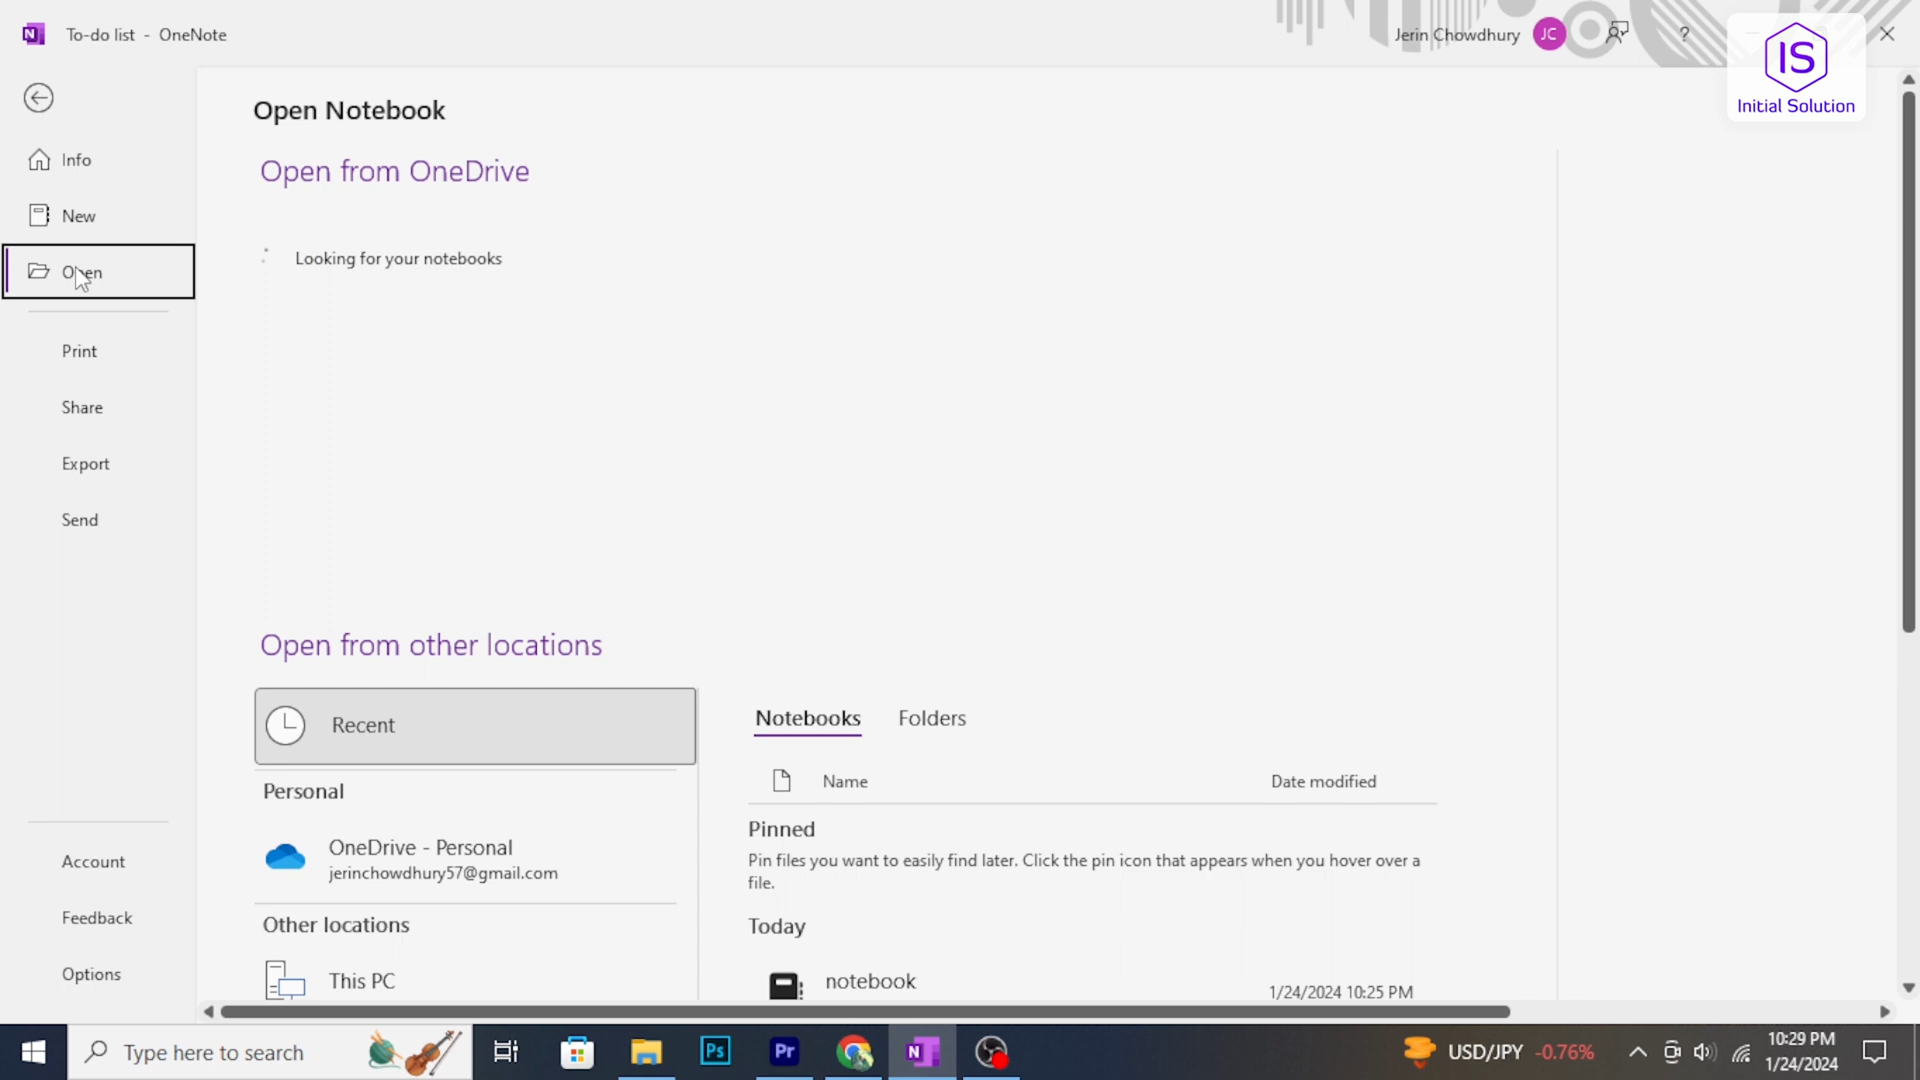 To-do list - OneNote
Jerin Chowdhury
JC
?
IS
Initial Solution
Info
New
Open
Print
Share
Export
Send
Account
Feedback
Options
Open Notebook
Open from OneDrive
Looking for your notebooks
Open from other locations
Recent
Personal
OneDrive - Personal
jerinchowdhury57@gmail.com
Other locations
This PC
Notebooks Folders
Name Date modified
Pinned
Pin files you want to easily find later. Click the pin icon that appears when you hover over a
file.
Today
notebook
1/24/2024 10:25 PM
Type here to search
Ps
Pr
N
USD/JPY -0.76%
10:29 PM
1/24/2024